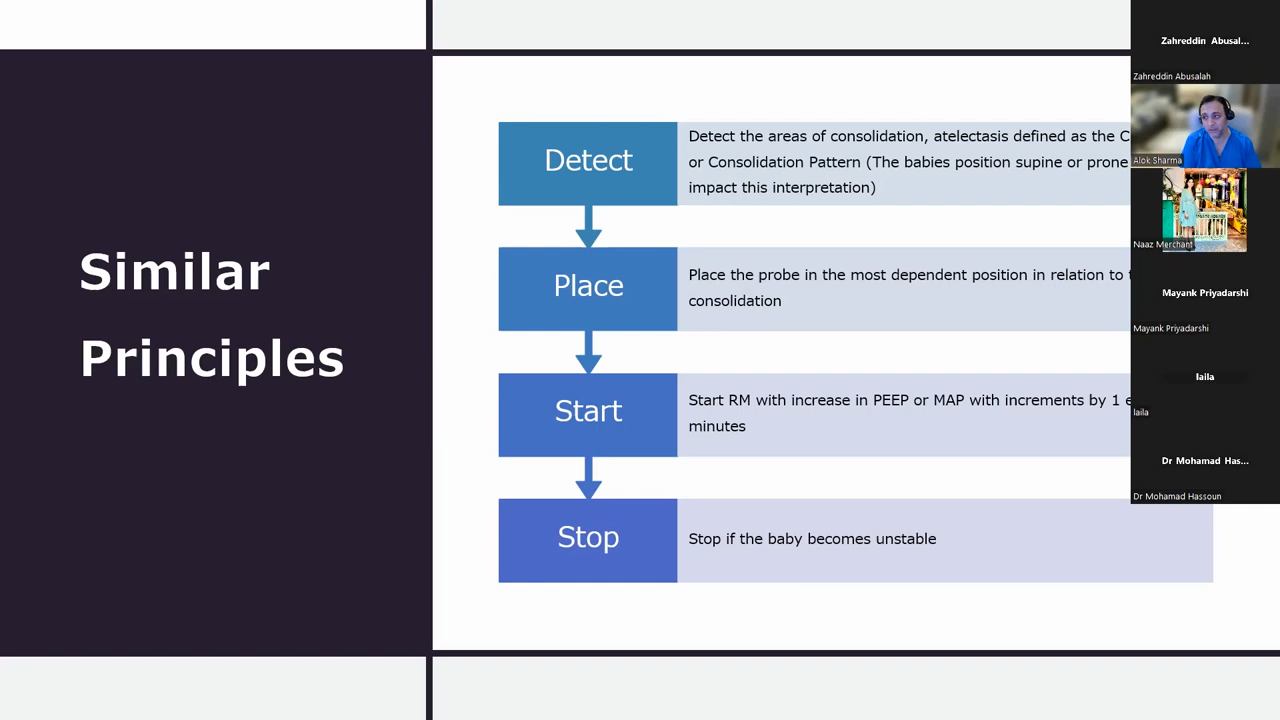 Similar
Principles
Detect
Detect the areas of consolidation, atelectasis defined as the C
or Consolidation Pattern (The babies position supine or prone
impact this interpretation)
Place
Place the probe in the most dependent position in relation to
consolidation
Start
Start RM with increase in PEEP or MAP with increments by 1
minutes
Stop
Stop if the baby becomes unstable
Zahreddin Abusal...
Zahreddin Abusalah
Alok Sharma
Naaz Merchant
Mayank Priyadarshi
Mayank Priyadarshi
laila
laila
Dr Mohamad Has...
Dr Mohamad Hassoun